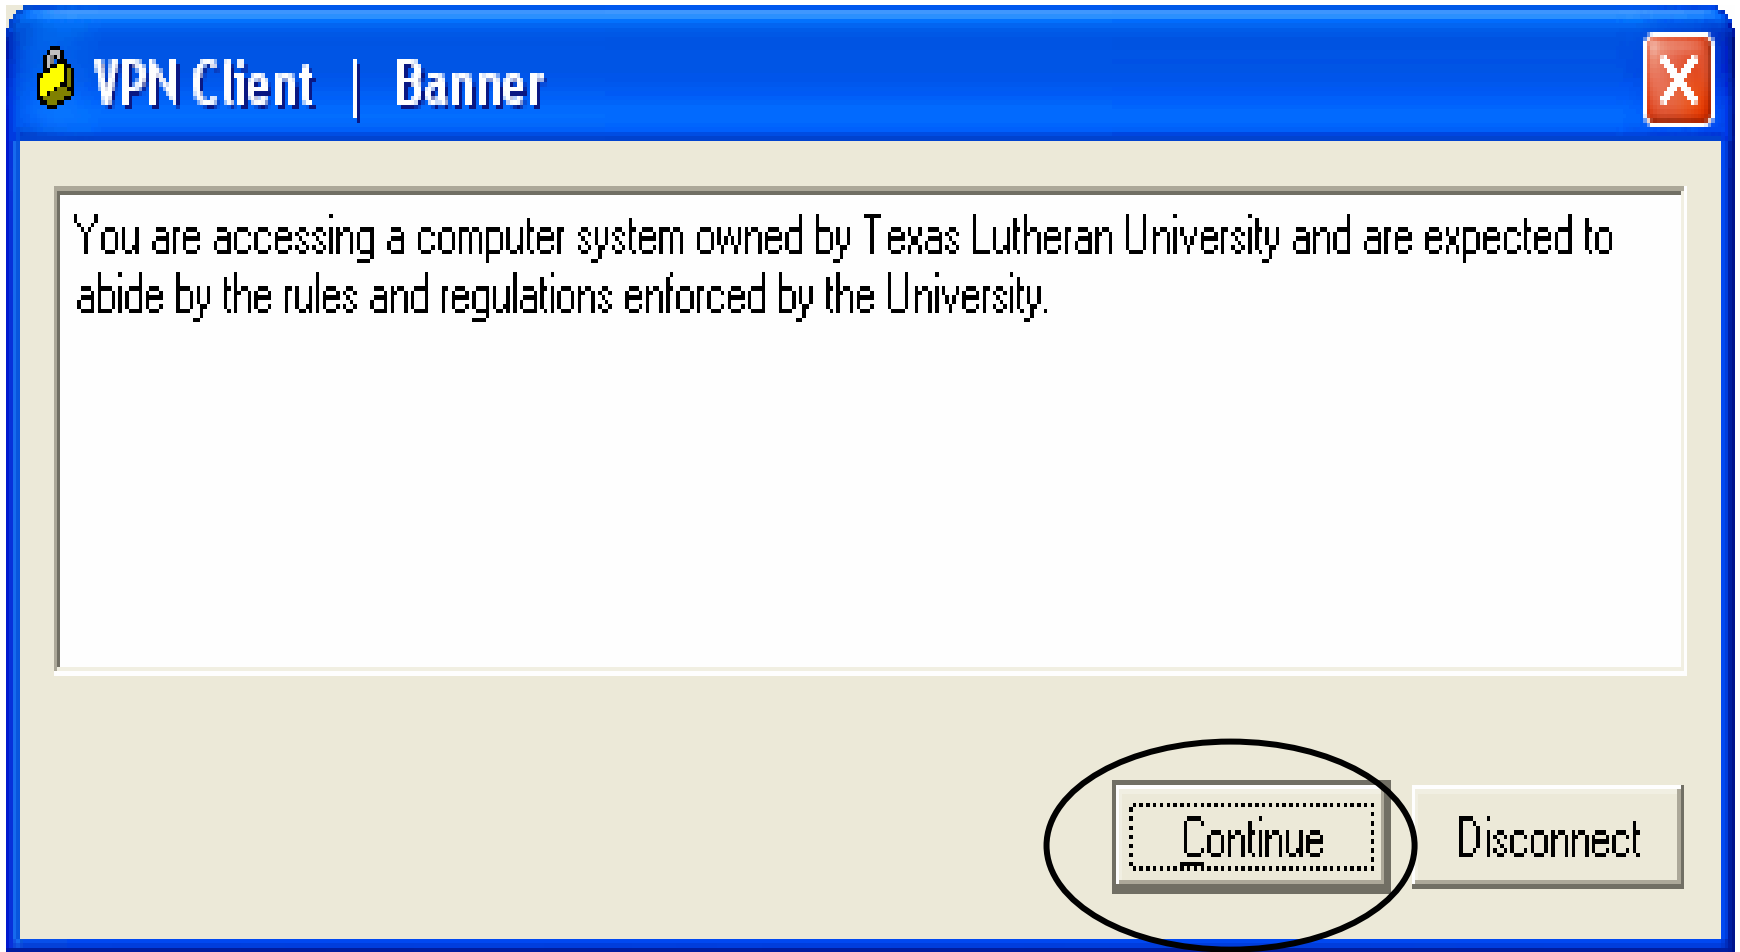 VPN Client | Banner
You are accessing a computer system owned by Texas Lutheran University and are expected to
abide by the rules and regulations enforced by the University.
Continue Disconnect